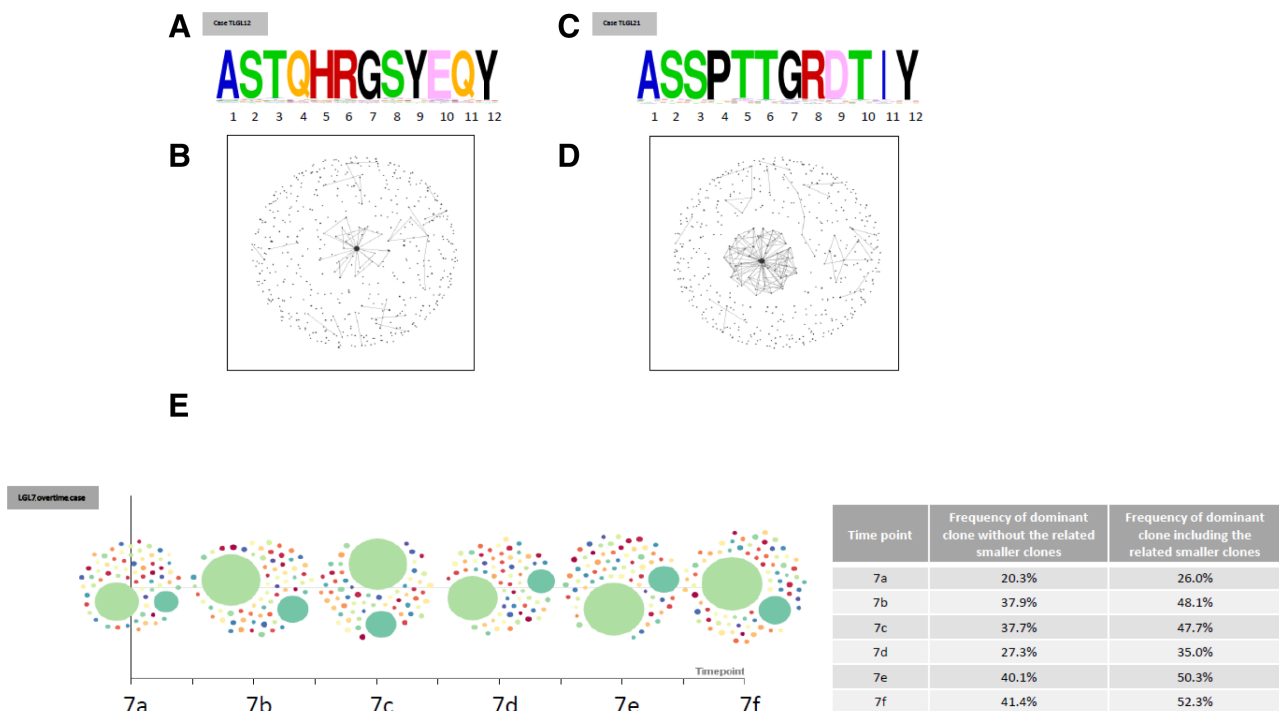 A
Case TLGL12
ASTQHRGSYEQY
1 2 3 4 5 6 7 8 9 10 11 12
B
C
Case TLGL21
ASSPTTGRDTIY
1 2 3 4 5 6 7 8 9 10 11 12
D
E
LGL7.overtime.case
Timepoint
7a 7b 7c 7d 7e 7f
Time point
Frequency of dominant
clone without the related
smaller clones
Frequency of dominant
clone including the
related smaller clones
7a 20.3% 26.0%
7b 37.9% 48.1%
7c 37.7% 47.7%
7d 27.3% 35.0%
7e 40.1% 50.3%
7f 41.4% 52.3%